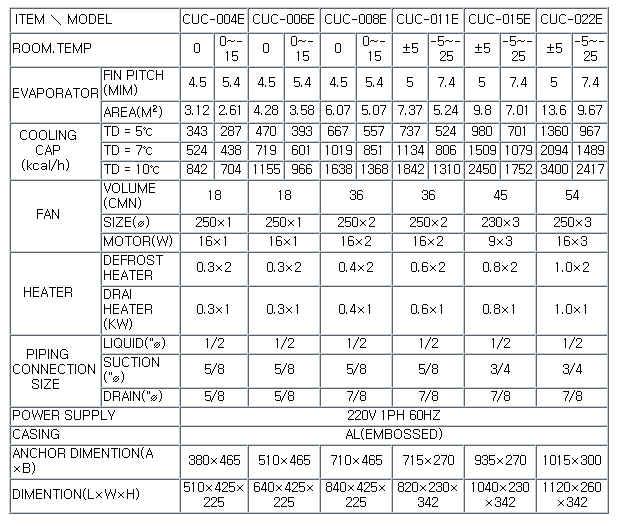 ITEM ＼ MODEL CUC-004E CUC-006E CUC-008E CUC-011E CUC-015E CUC-022E
ROOM.TEMP 0 0~-15 0 0~-15 0 0~-15 ±5 -5~-25 ±5 -5~-25 ±5 -5~-25
EVAPORATOR FIN PITCH (MIM) 4.5 5.4 4.5 5.4 4.5 5.4 5 7.4 5 7.4 5 7.4
AREA(M²) 3.12 2.61 4.28 3.58 6.07 5.07 7.37 5.24 9.8 7.01 13.6 9.67
COOLING CAP (kcal/h) TD = 5℃ 343 287 470 393 667 557 737 524 980 701 1360 967
TD = 7℃ 524 438 719 601 1019 851 1134 806 1509 1079 2094 1489
TD = 10℃ 842 704 1155 966 1638 1368 1842 1310 2450 1752 3400 2417
FAN VOLUME (CMN) 18 18 36 36 45 54
SIZE(ø) 250×1 250×1 250×2 250×2 230×3 250×3
MOTOR(W) 16×1 16×1 16×2 16×2 9×3 16×3
HEATER DEFROST HEATER 0.3×2 0.3×2 0.4×2 0.6×2 0.8×2 1.0×2
DRAI HEATER (KW) 0.3×1 0.3×1 0.4×1 0.6×1 0.8×1 1.0×1
PIPING CONNECTION SIZE LIQUID("ø) 1/2 1/2 1/2 1/2 1/2 1/2
SUCTION ("ø) 5/8 5/8 5/8 5/8 3/4 3/4
DRAIN("ø) 5/8 5/8 7/8 7/8 7/8 7/8
POWER SUPPLY 220V 1PH 60HZ
CASING AL(EMBOSSED)
ANCHOR DIMENTION(A×B) 380×465 510×465 710×465 715×270 935×270 1015×300
DIMENTION(L×W×H) 510×425×225 640×425×225 840×425×225 820×230×342 1040×230×342 1120×260×342